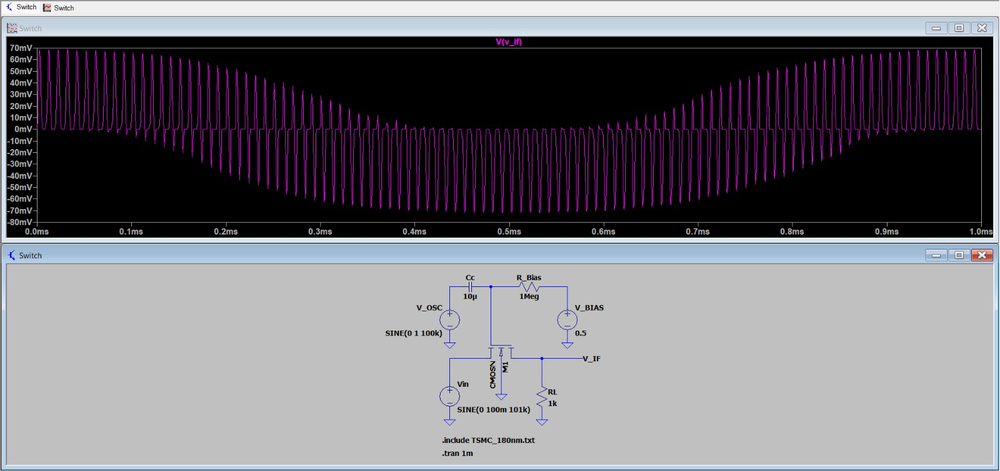 Switch Switch
Switch
V(v_if)
70mV
60mV
50mV
40mV
30mV
20mV
10mV
0mV
-10mV
-20mV
-30mV
-40mV
-50mV
-60mV
-70mV
-80mV
0.0ms 0.1ms 0.2ms 0.3ms 0.4ms 0.5ms 0.6ms 0.7ms 0.8ms 0.9ms 1.0ms
Switch
Cc R_Bias
10µ 1Meg
V_OSC V_BIAS
SINE(0 1 100k) 0.5
V_IF
CMOSN M1
Vin RL
1k
SINE(0 100m 101k)
.include TSMC_180nm.txt
.tran 1m